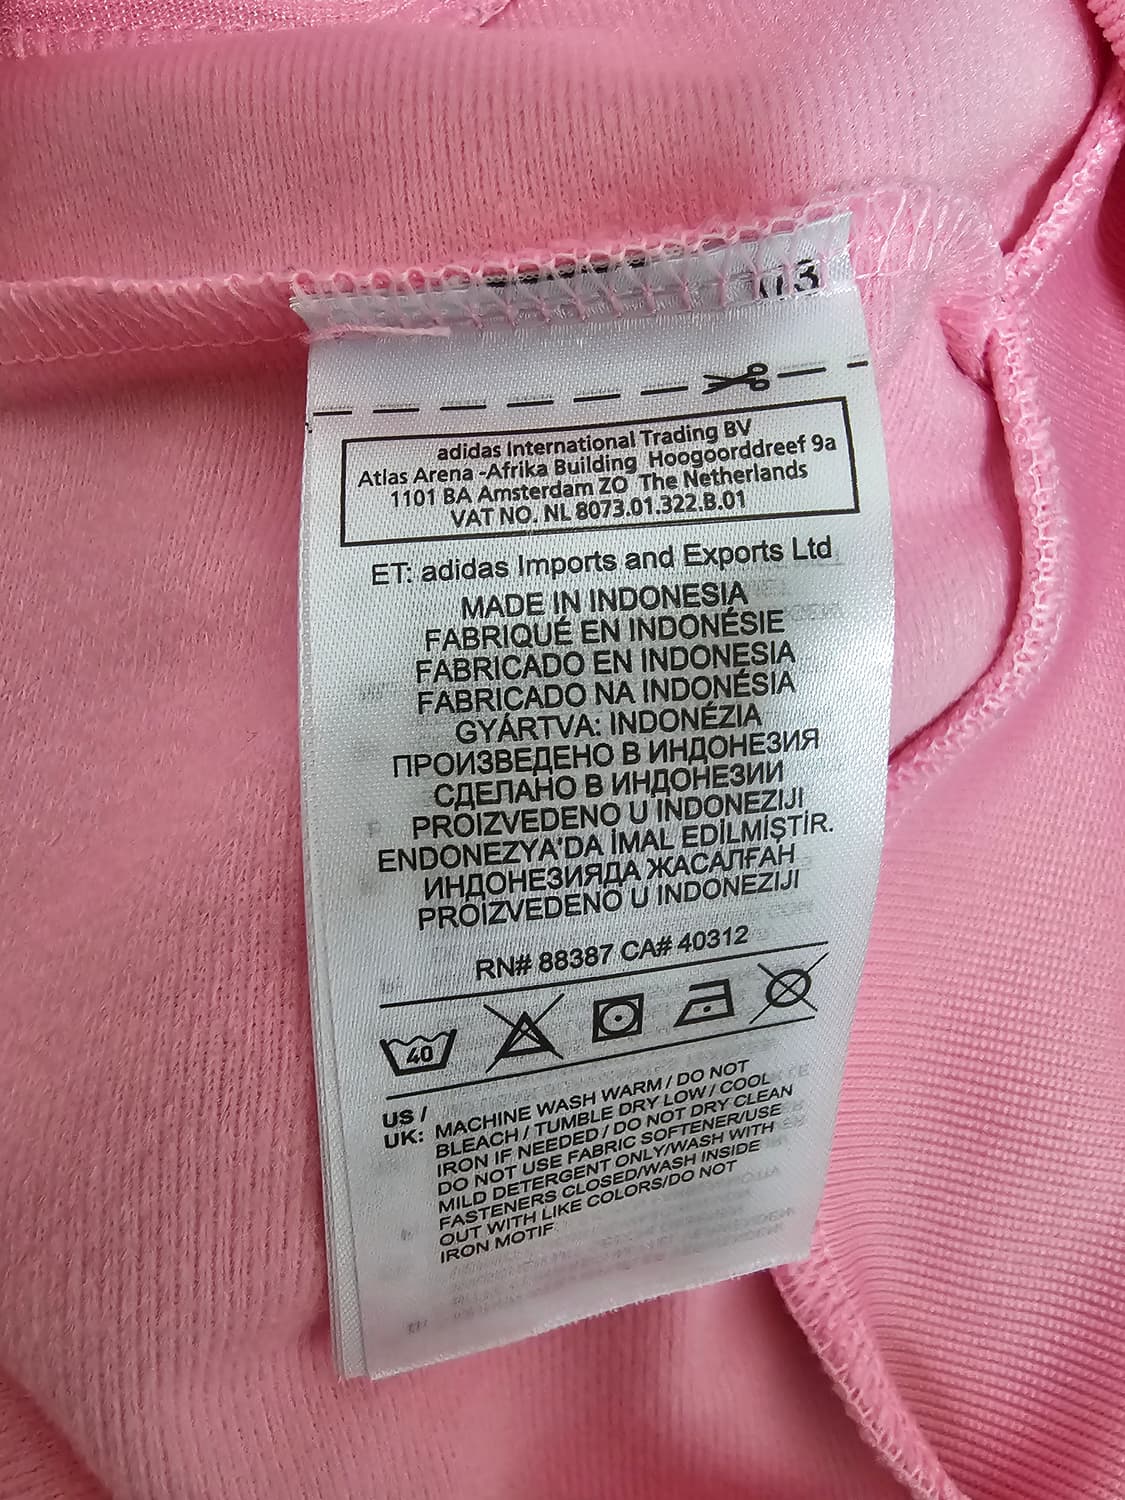 03
adidas International Trading BV
Atlas Arena -Afrika Building Hoogoorddreef 9a
1101 BA Amsterdam ZO The Netherlands
VAT NO. NL 8073.01.322.B.01
ET: adidas Imports and Exports Ltd
MADE IN INDONESIA
FABRIQUÉ EN INDONÉSIE
FABRICADO EN INDONESIA
FABRICADO NA INDONÉSIA
GYÁRTVA: INDONÉZIA
ПРОИЗВЕДЕНО В ИНДОНЕЗИЯ
СДЕЛАНО В ИНДОНЕЗИИ
PROIZVEDENO U INDONEZIJI
ENDONEZYA'DA İMAL EDİLMİŞTİR.
ИНДОНЕЗИЯДА ЖАСАЛҒАН
PROIZVEDENO U INDONEZIJI
RN# 88387 CA# 40312
40
US / MACHINE WASH WARM / DO NOT
UK: BLEACH / TUMBLE DRY LOW / COOL
IRON IF NEEDED / DO NOT DRY CLEAN
DO NOT USE FABRIC SOFTENER/USE
MILD DETERGENT ONLY/WASH WITH
FASTENERS CLOSED/WASH INSIDE
OUT WITH LIKE COLORS/DO NOT
IRON MOTIF